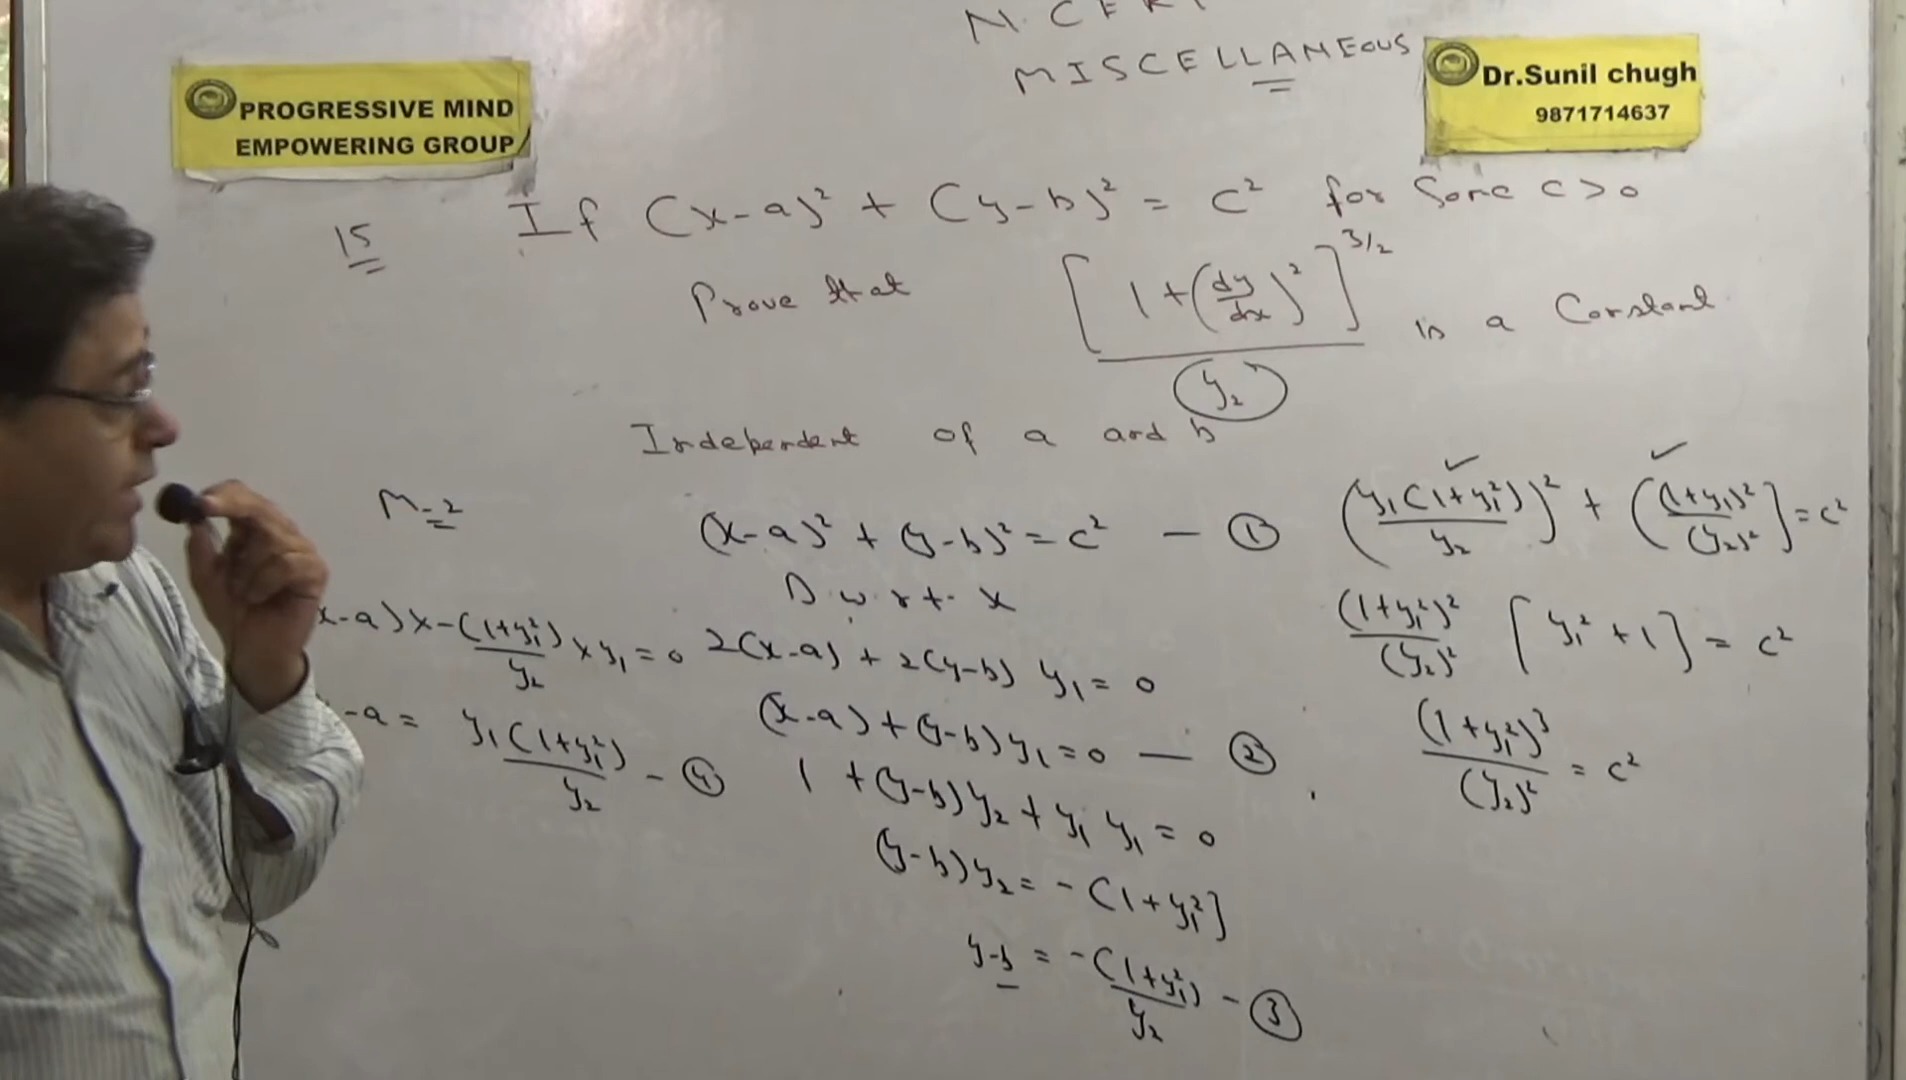 N.CER
MISCELLANEOUS
PROGRESSIVE MIND
EMPOWERING GROUP
Dr.Sunil chugh
9871714637
15 If (x-a)² + (y-b)² = c² for some c>0
Prove that [1+(dy/dx)²]^3/2 / y₂ is a constant
Independent of a and b
M-2
(x-a)² + (y-b)² = c² — ①
D w.r.t. x
2(x-a) + 2(y-b) y₁ = 0
(x-a) + (y-b) y₁ = 0 — ②
1 + (y-b) y₂ + y₁ y₁ = 0
(y-b) y₂ = -(1+y₁²]
y-b = -(1+y₁²)/y₂ - ③
x-a) x -(1+y₁²)/y₂ x y₁ = 0
-a = y₁(1+y₁²)/y₂ - ④
(y₁(1+y₁²)/y₂)² + ((1+y₁)²/(y₂)²] = c²
(1+y₁²)²/(y₂)² [y₁² + 1] = c²
(1+y₁²)³/(y₂)² = c²